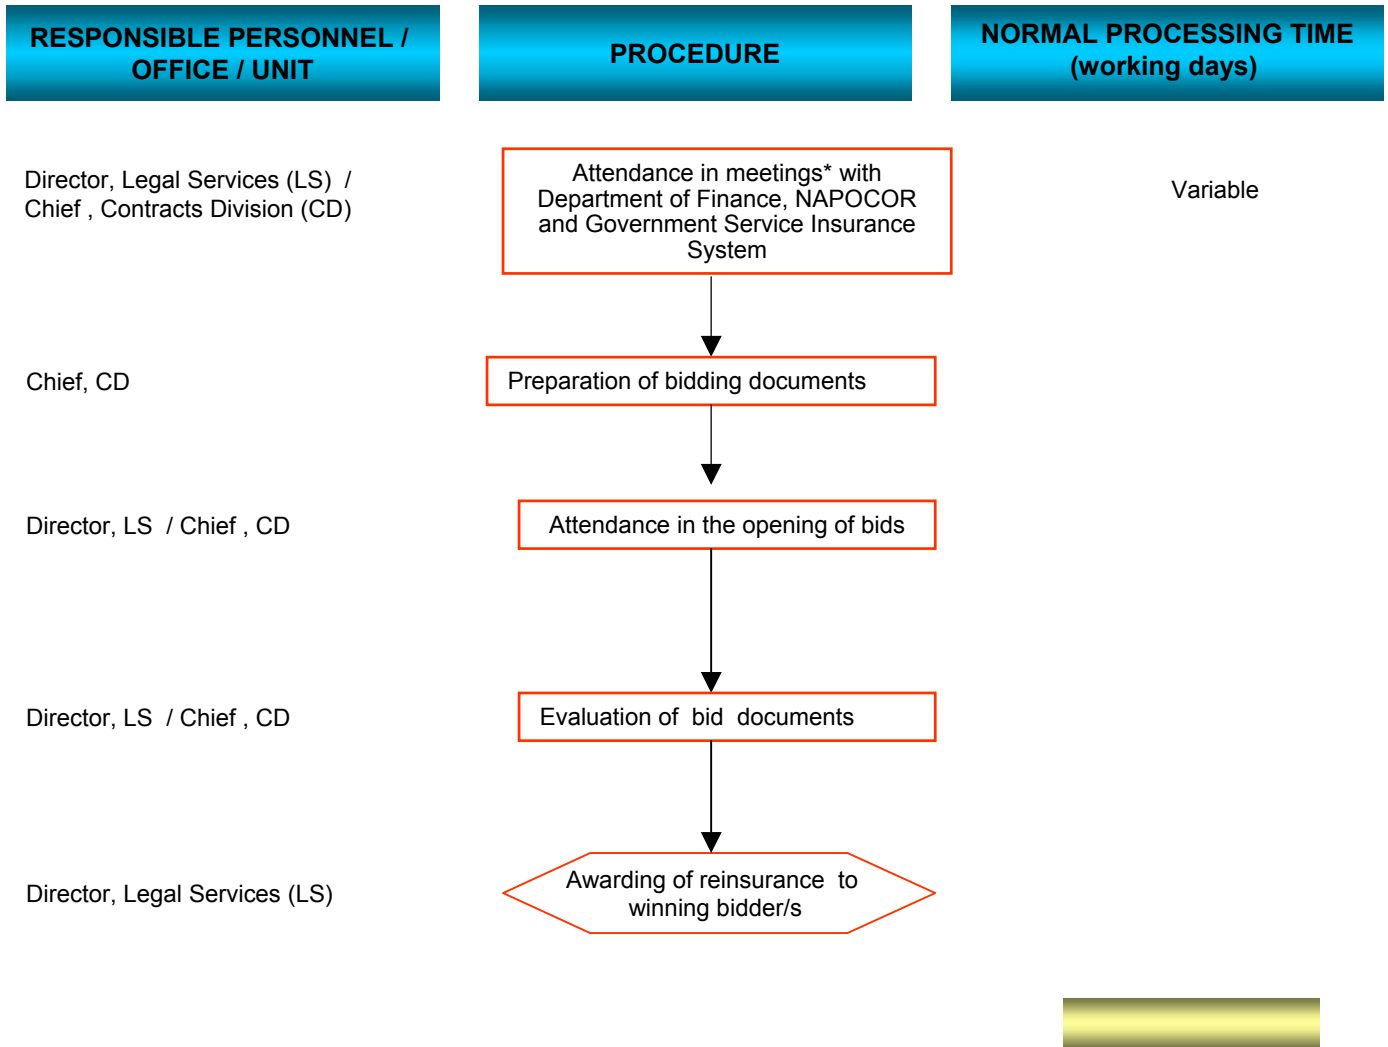 RESPONSIBLE PERSONNEL /
OFFICE / UNIT
PROCEDURE
NORMAL PROCESSING TIME
(working days)
Director, Legal Services (LS) /
Chief , Contracts Division (CD)
Attendance in meetings* with
Department of Finance, NAPOCOR
and Government Service Insurance
System
Variable
Chief, CD
Preparation of bidding documents
Director, LS / Chief , CD
Attendance in the opening of bids
Director, LS / Chief , CD
Evaluation of bid documents
Director, Legal Services (LS)
Awarding of reinsurance to
winning bidder/s